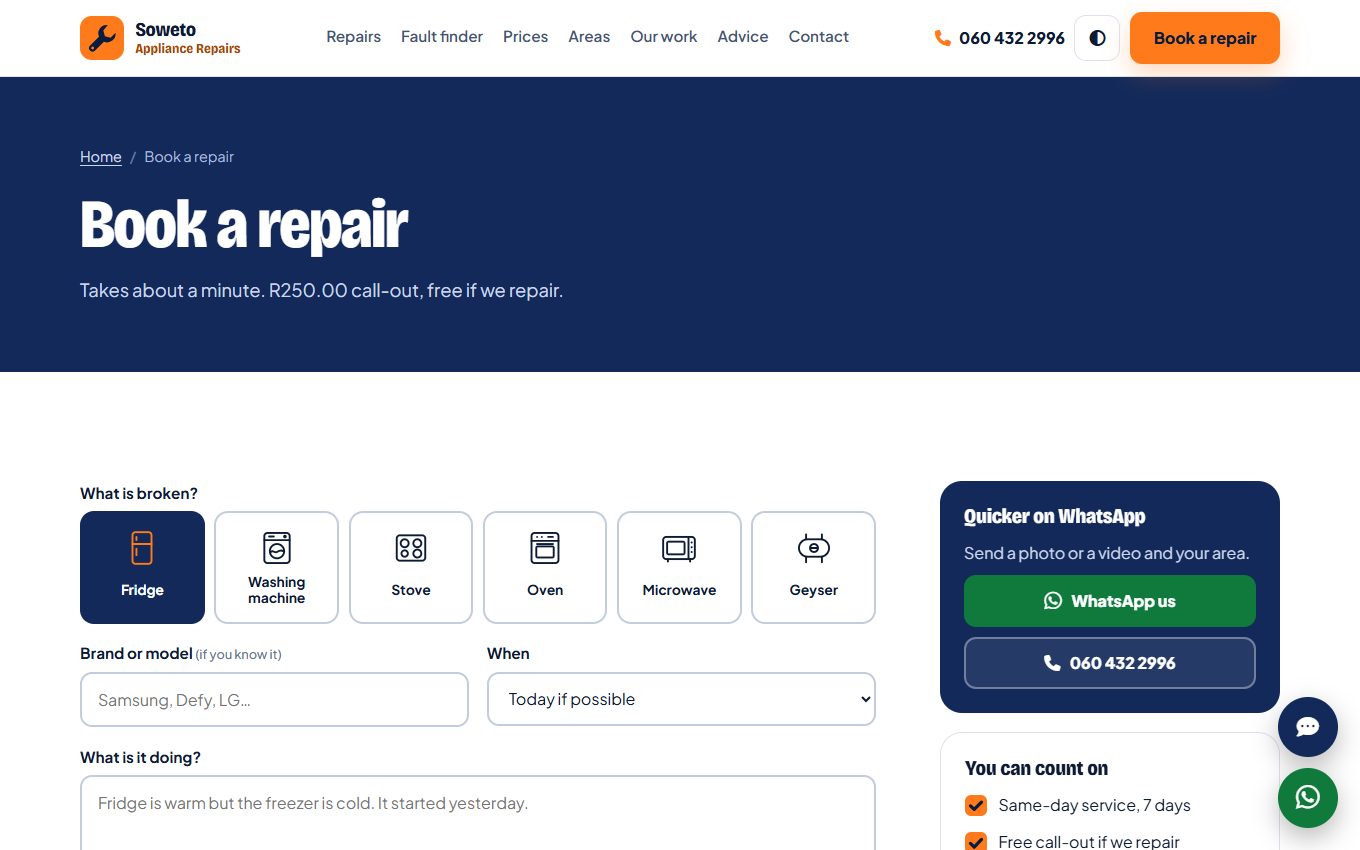 Soweto
Appliance Repairs
Repairs
Fault finder
Prices
Areas
Our work
Advice
Contact
060 432 2996
Book a repair
Home / Book a repair
Book a repair
Takes about a minute. R250.00 call-out, free if we repair.
What is broken?
Fridge
Washing
machine
Stove
Oven
Microwave
Geyser
Brand or model (if you know it)
When
Samsung, Defy, LG...
Today if possible
What is it doing?
Fridge is warm but the freezer is cold. It started yesterday.
Quicker on WhatsApp
Send a photo or a video and your area.
WhatsApp us
060 432 2996
You can count on
Same-day service, 7 days
Free call-out if we repair